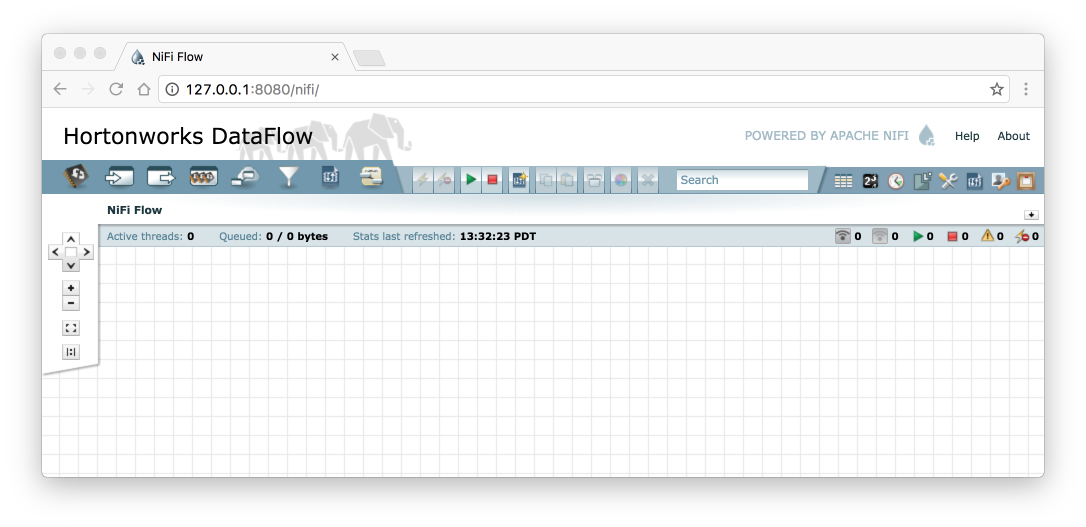 NiFi Flow
127.0.0.1:8080/nifi/
Hortonworks DataFlow
POWERED BY APACHE NIFI Help About
Search
NiFi Flow
Active threads: 0 Queued: 0 / 0 bytes Stats last refreshed: 13:32:23 PDT 0 0 0 0 0 0